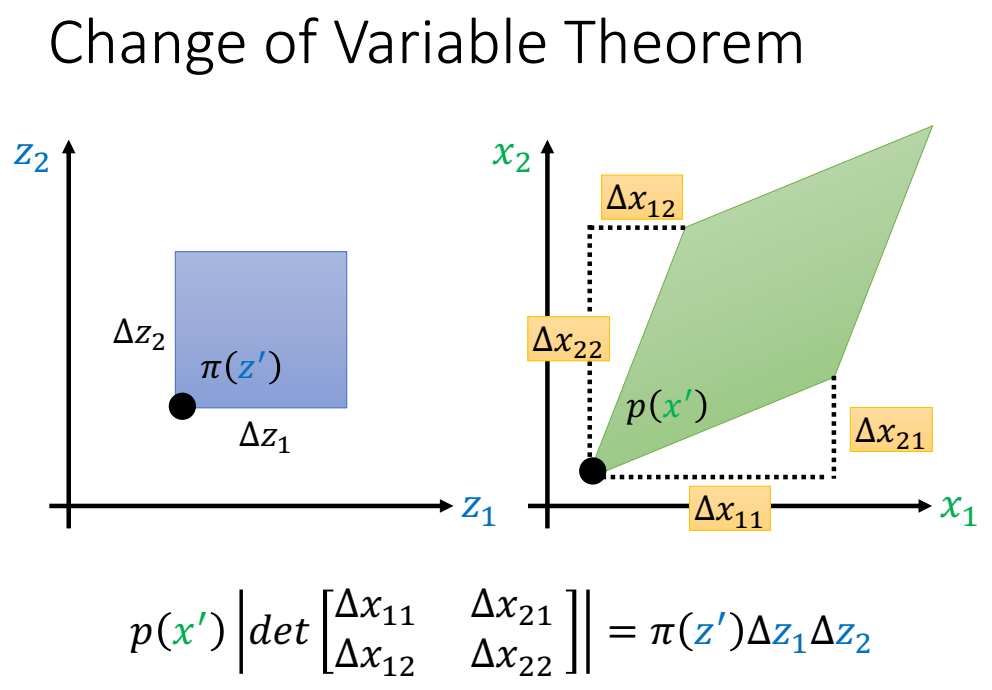 Change of Variable Theorem
z₂
Δz₂
π(z′)
Δz₁
z₁
x₂
Δx₁₂
Δx₂₂
p(x′)
Δx₂₁
Δx₁₁
x₁
p(x′) |det [Δx₁₁ Δx₂₁
Δx₁₂ Δx₂₂]| = π(z′)Δz₁Δz₂